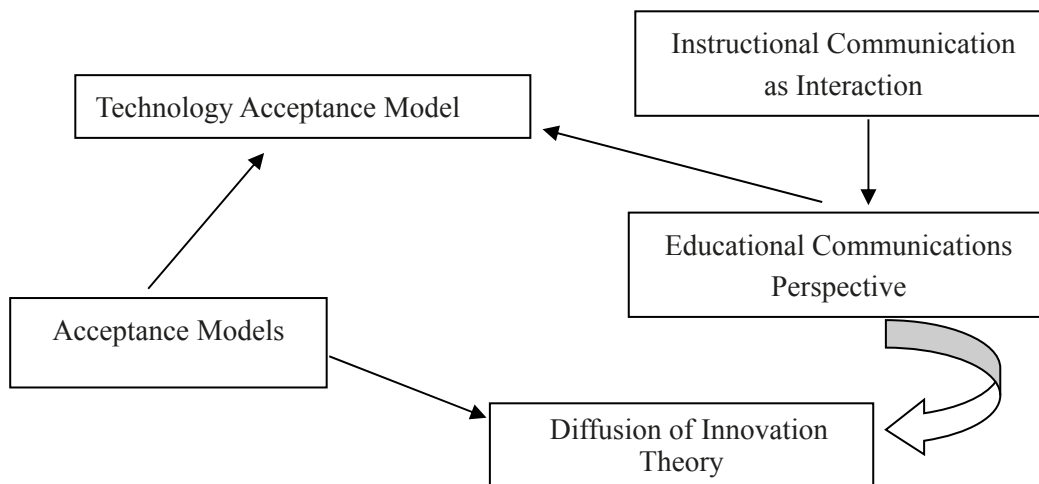 Instructional Communication
as Interaction
Technology Acceptance Model
Educational Communications
Perspective
Acceptance Models
Diffusion of Innovation
Theory